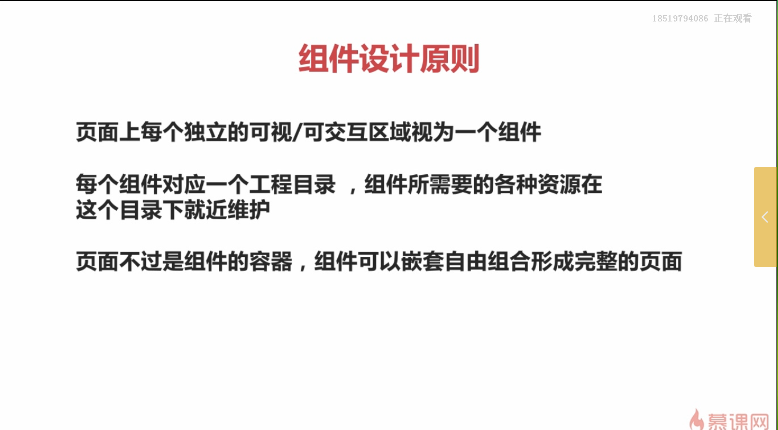 18519794086 正在观看
组件设计原则
页面上每个独立的可视/可交互区域视为一个组件
每个组件对应一个工程目录 ，组件所需要的各种资源在
这个目录下就近维护
页面不过是组件的容器，组件可以嵌套自由组合形成完整的页面
慕课网